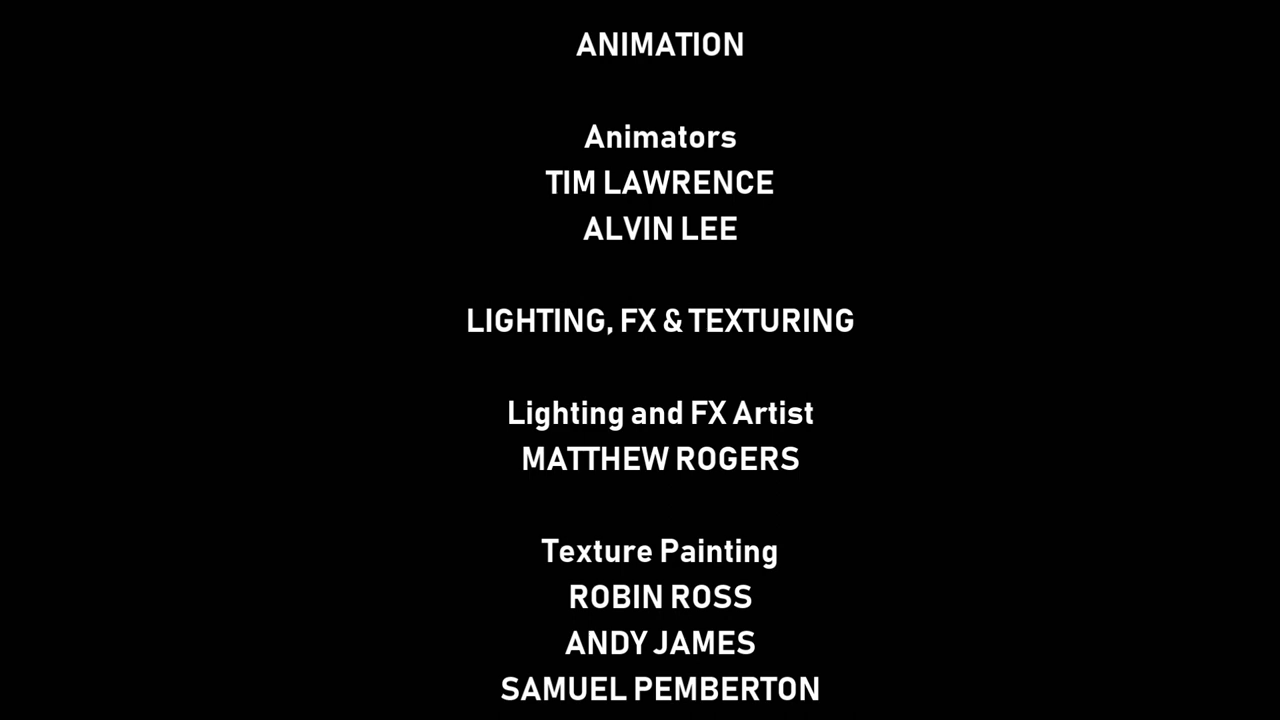 ANIMATION
Animators
TIM LAWRENCE
ALVIN LEE
LIGHTING, FX & TEXTURING
Lighting and FX Artist
MATTHEW ROGERS
Texture Painting
ROBIN ROSS
ANDY JAMES
SAMUEL PEMBERTON